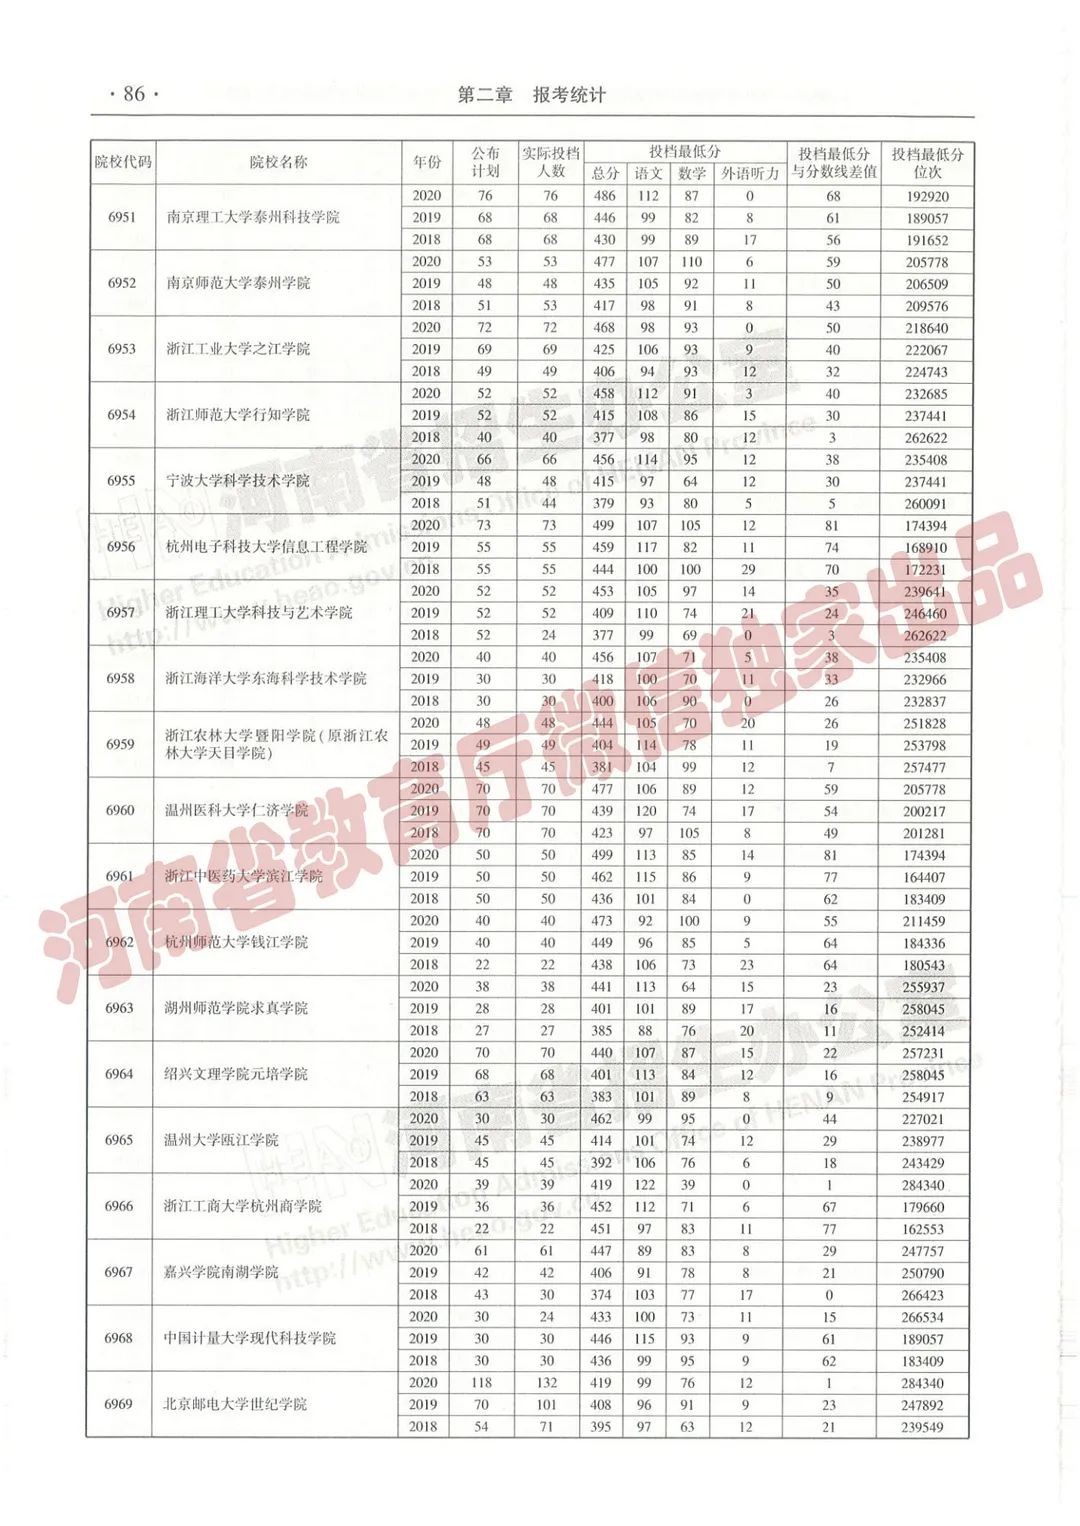 ·86·
第二章 报考统计
院校代码 院校名称 年份 公布计划 实际投档人数 投档最低分 投档最低分与分数线差值 投档最低分位次
总分 语文 数学 外语听力
6951 南京理工大学泰州科技学院 2020 76 76 486 112 87 0 68 192920
2019 68 68 446 99 82 8 61 189057
2018 68 68 430 99 89 17 56 191652
6952 南京师范大学泰州学院 2020 53 53 477 107 110 6 59 205778
2019 48 48 435 105 92 11 50 206509
2018 51 53 417 98 91 8 43 209576
6953 浙江工业大学之江学院 2020 72 72 468 98 93 0 50 218640
2019 69 69 425 106 93 9 40 222067
2018 49 49 406 94 93 12 32 224743
6954 浙江师范大学行知学院 2020 52 52 458 112 91 3 40 232685
2019 52 52 415 108 86 15 30 237441
2018 40 40 377 98 80 12 3 262622
6955 宁波大学科学技术学院 2020 66 66 456 114 95 12 38 235408
2019 48 48 415 97 64 12 30 237441
2018 51 44 379 93 80 5 5 260091
6956 杭州电子科技大学信息工程学院 2020 73 73 499 107 105 12 81 174394
2019 55 55 459 117 82 11 74 168910
2018 55 55 444 100 100 29 70 172231
6957 浙江理工大学科技与艺术学院 2020 52 52 453 105 97 14 35 239641
2019 52 52 409 110 74 21 24 246460
2018 52 24 377 99 69 0 3 262622
6958 浙江海洋大学东海科学技术学院 2020 40 40 456 107 71 5 38 235408
2019 30 30 418 100 70 11 33 232966
2018 30 30 400 106 90 0 26 232837
6959 浙江农林大学暨阳学院(原浙江农林大学天目学院) 2020 48 48 444 105 70 20 26 251828
2019 49 49 404 114 78 11 19 253798
2018 45 45 381 104 99 12 7 257477
6960 温州医科大学仁济学院 2020 70 70 477 106 89 12 59 205778
2019 70 70 439 120 74 17 54 200217
2018 70 70 423 97 105 8 49 201281
6961 浙江中医药大学滨江学院 2020 50 50 499 113 85 14 81 174394
2019 50 50 462 115 86 9 77 164407
2018 50 50 436 101 84 0 62 183409
6962 杭州师范大学钱江学院 2020 40 40 473 92 100 9 55 211459
2019 40 40 449 96 85 5 64 184336
2018 22 22 438 106 73 23 64 180543
6963 湖州师范学院求真学院 2020 38 38 441 113 64 15 23 255937
2019 28 28 401 101 89 17 16 258045
2018 27 27 385 88 76 20 11 252414
6964 绍兴文理学院元培学院 2020 70 70 440 107 87 15 22 257231
2019 68 68 401 113 84 12 16 258045
2018 63 63 383 101 89 8 9 254917
6965 温州大学瓯江学院 2020 30 30 462 99 95 0 44 227021
2019 45 45 414 101 74 12 29 238977
2018 45 45 392 106 76 6 18 243429
6966 浙江工商大学杭州商学院 2020 39 39 419 122 39 0 1 284340
2019 36 36 452 112 71 6 67 179660
2018 22 22 451 97 83 11 77 162553
6967 嘉兴学院南湖学院 2020 61 61 447 89 83 8 29 247757
2019 42 42 406 91 78 8 21 250790
2018 43 30 374 103 77 17 0 266423
6968 中国计量大学现代科技学院 2020 30 24 433 100 73 11 15 266534
2019 30 30 446 115 93 9 61 189057
2018 30 30 436 99 95 9 62 183409
6969 北京邮电大学世纪学院 2020 118 132 419 99 76 12 1 284340
2019 70 101 408 96 91 9 23 247892
2018 54 71 395 97 63 12 21 239549
河南省教育厅微信独家出品
HEAO 河南省招生办公室
Higher Education Admissions Office of HENAN Province
http://www.heao.gov.cn
HEAO 河南省招生办公室
Higher Education Admissions Office of HENAN Province
http://www.heao.gov.cn